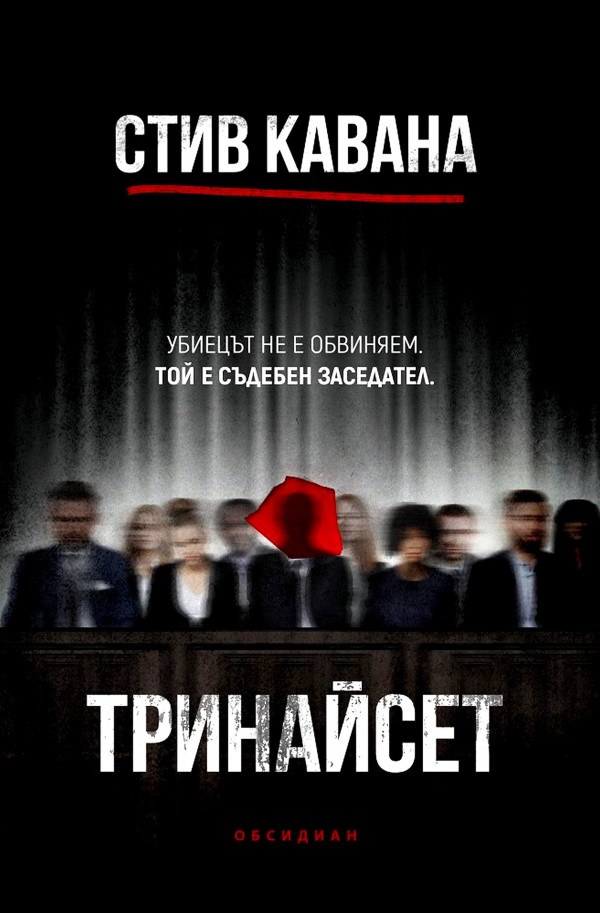 СТИВ КАВАНА
УБИЕЦЪТ НЕ Е ОБВИНЯЕМ.
ТОЙ Е СЪДЕБЕН ЗАСЕДАТЕЛ.
ТРИНАЙСЕТ
ОБСИДИАН